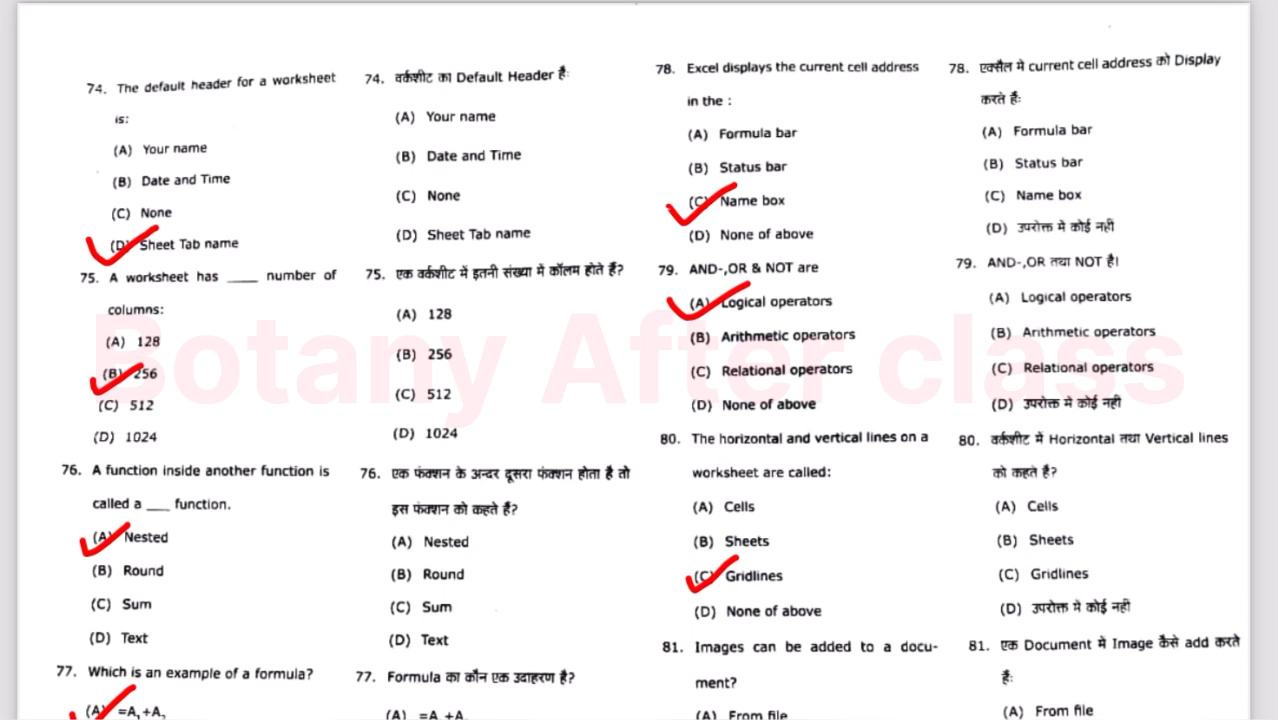 74. The default header for a worksheet
is:
(A) Your name
(B) Date and Time
(C) None
(D) Sheet Tab name
75. A worksheet has ____ number of
columns:
(A) 128
(B) 256
(C) 512
(D) 1024
76. A function inside another function is
called a ___ function.
(A) Nested
(B) Round
(C) Sum
(D) Text
77. Which is an example of a formula?
(A) =A,+A,
74. वर्कशीट का Default Header हैः
(A) Your name
(B) Date and Time
(C) None
(D) Sheet Tab name
75. एक वर्कशीट में इतनी संख्या में कॉलम होते हैं?
(A) 128
(B) 256
(C) 512
(D) 1024
76. एक फंक्शन के अन्दर दूसरा फंक्शन होता है तो
इस फंक्शन को कहते हैं?
(A) Nested
(B) Round
(C) Sum
(D) Text
77. Formula का कौन एक उदाहरण है?
(A) =A +A,
78. Excel displays the current cell address
in the :
(A) Formula bar
(B) Status bar
(C) Name box
(D) None of above
79. AND-,OR & NOT are
(A) Logical operators
(B) Arithmetic operators
(C) Relational operators
(D) None of above
80. The horizontal and vertical lines on a
worksheet are called:
(A) Cells
(B) Sheets
(C) Gridlines
(D) None of above
81. Images can be added to a docu-
ment?
(A) From file
78. एक्सैल मे current cell address को Display
करते हैंः
(A) Formula bar
(B) Status bar
(C) Name box
(D) उपरोक्त में कोई नहीं
79. AND-,OR तथा NOT है।
(A) Logical operators
(B) Arithmetic operators
(C) Relational operators
(D) उपरोक्त में कोई नहीं
80. वर्कशीट में Horizontal तथा Vertical lines
को कहते है?
(A) Cells
(B) Sheets
(C) Gridlines
(D) उपरोक्त में कोई नहीं
81. एक Document मे Image कैसे add करते
हैंः
(A) From file
Botany After class